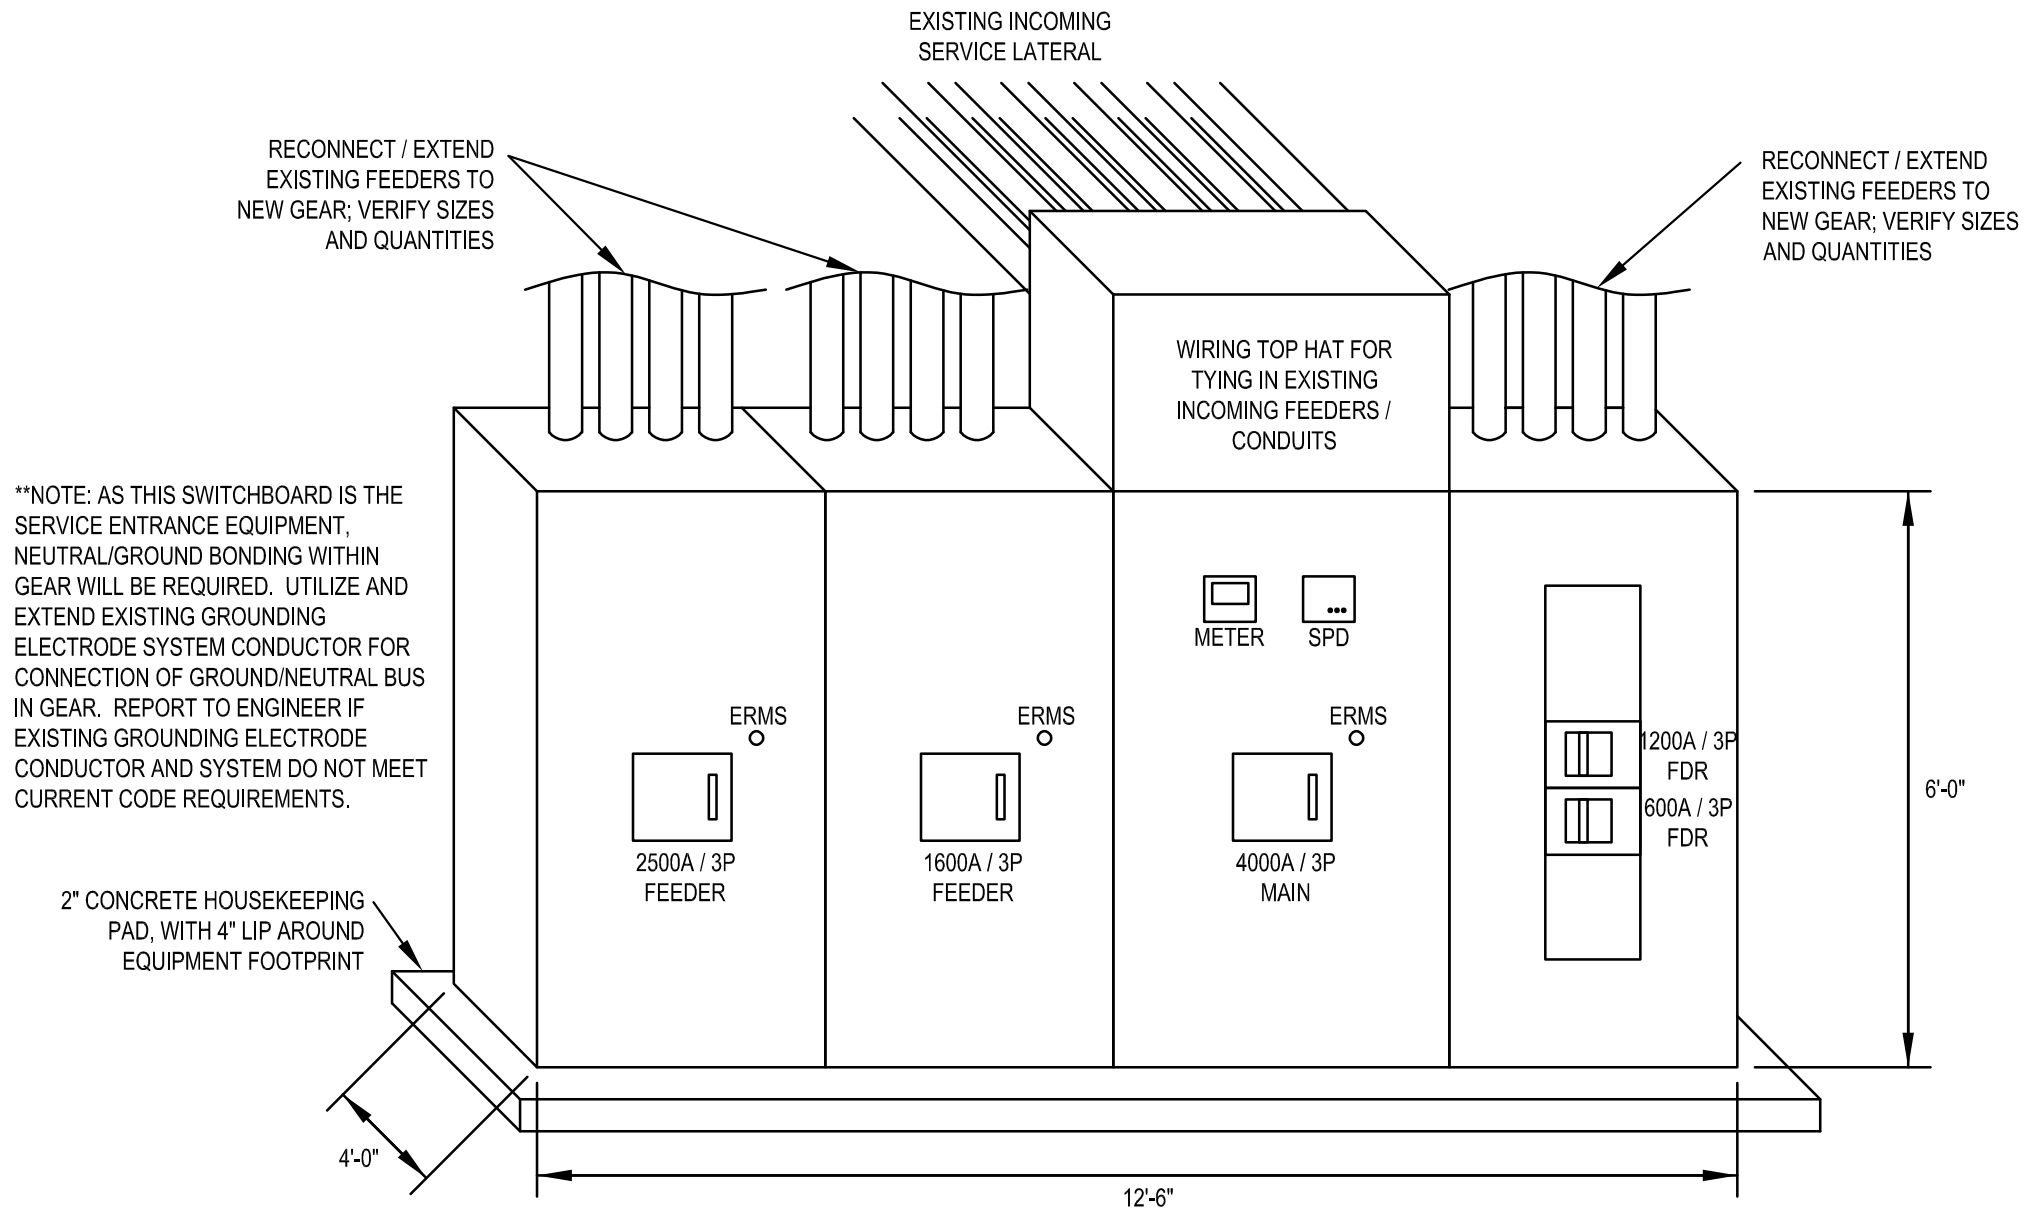 EXISTING INCOMING
SERVICE LATERAL
RECONNECT / EXTEND
EXISTING FEEDERS TO
NEW GEAR; VERIFY SIZES
AND QUANTITIES
RECONNECT / EXTEND
EXISTING FEEDERS TO
NEW GEAR; VERIFY SIZES
AND QUANTITIES
WIRING TOP HAT FOR
TYING IN EXISTING
INCOMING FEEDERS /
CONDUITS
**NOTE: AS THIS SWITCHBOARD IS THE
SERVICE ENTRANCE EQUIPMENT,
NEUTRAL/GROUND BONDING WITHIN
GEAR WILL BE REQUIRED.  UTILIZE AND
EXTEND EXISTING GROUNDING
ELECTRODE SYSTEM CONDUCTOR FOR
CONNECTION OF GROUND/NEUTRAL BUS
IN GEAR.  REPORT TO ENGINEER IF
EXISTING GROUNDING ELECTRODE
CONDUCTOR AND SYSTEM DO NOT MEET
CURRENT CODE REQUIREMENTS.
METER
SPD
ERMS
ERMS
ERMS
2500A / 3P
FEEDER
1600A / 3P
FEEDER
4000A / 3P
MAIN
1200A / 3P
FDR
600A / 3P
FDR
6'-0"
2" CONCRETE HOUSEKEEPING
PAD, WITH 4" LIP AROUND
EQUIPMENT FOOTPRINT
4'-0"
12'-6"